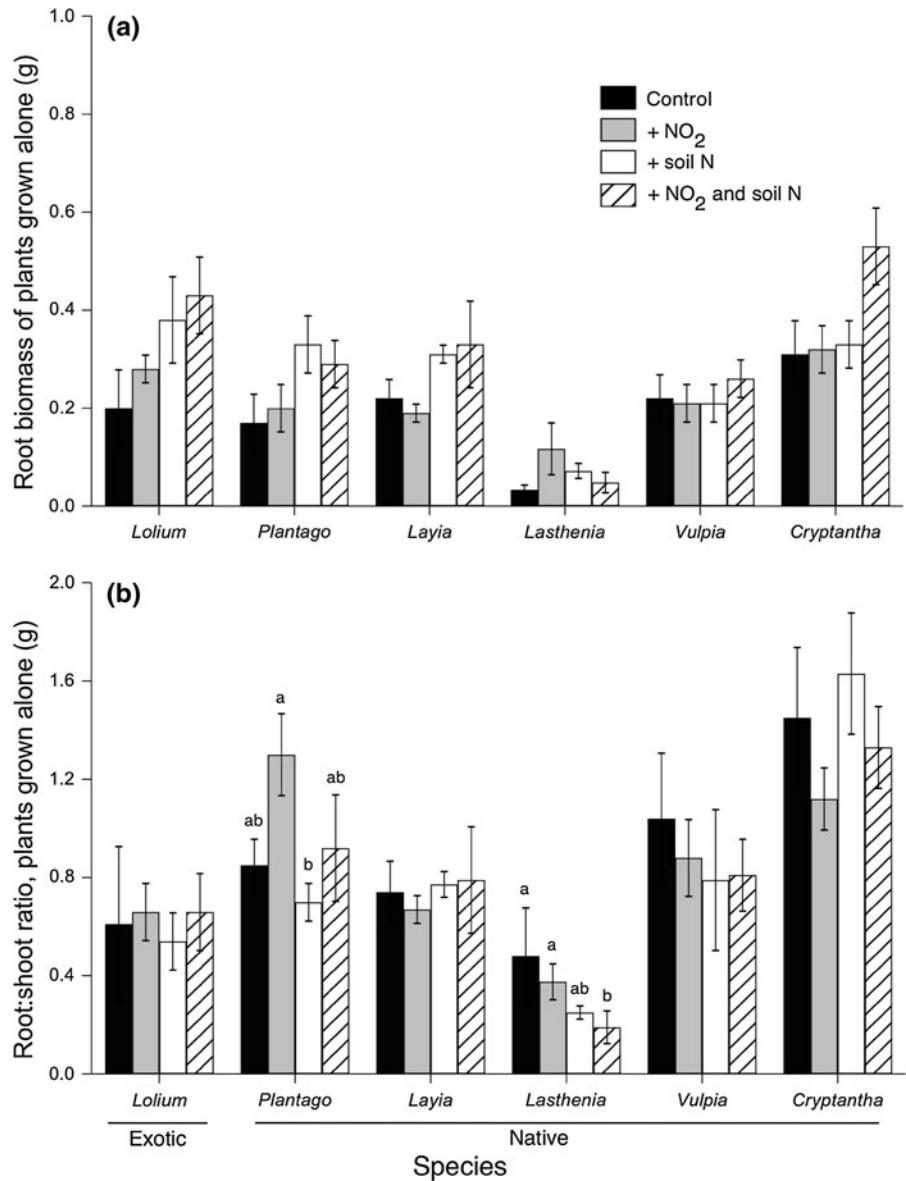 (a)
Root biomass of plants grown alone (g)
1.0
0.8
0.6
0.4
0.2
0.0
Control
+ NO2
+ soil N
+ NO2 and soil N
Lolium Plantago Layia Lasthenia Vulpia Cryptantha
(b)
Root:shoot ratio, plants grown alone (g)
2.0
1.6
1.2
0.8
0.4
0.0
ab a b ab
a a ab b
Lolium Plantago Layia Lasthenia Vulpia Cryptantha
Exotic Native
Species